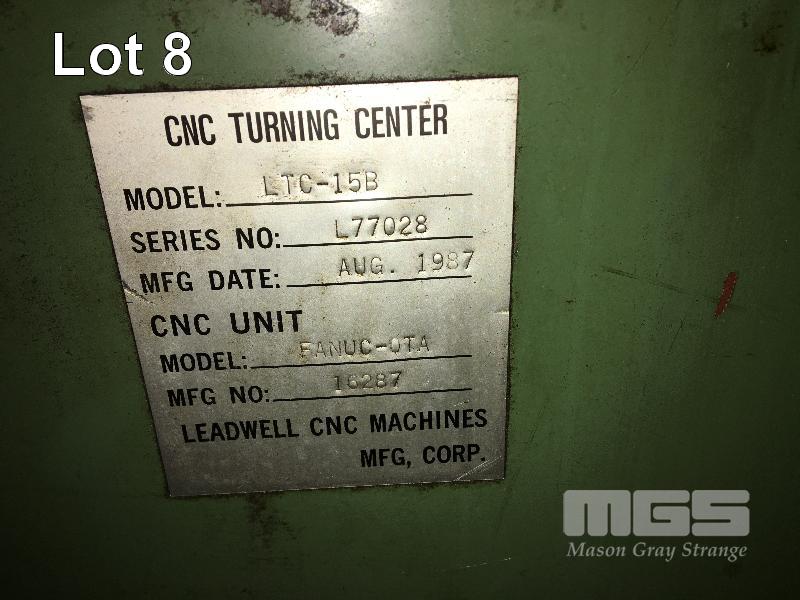 Lot 8
CNC TURNING CENTER
MODEL: LTC-15B
SERIES NO: L77028
MFG DATE: AUG. 1987
CNC UNIT
MODEL: FANUC-OTA
MFG NO: 16287
LEADWELL CNC MACHINES
MFG, CORP.
MGS
Mason Gray Strange